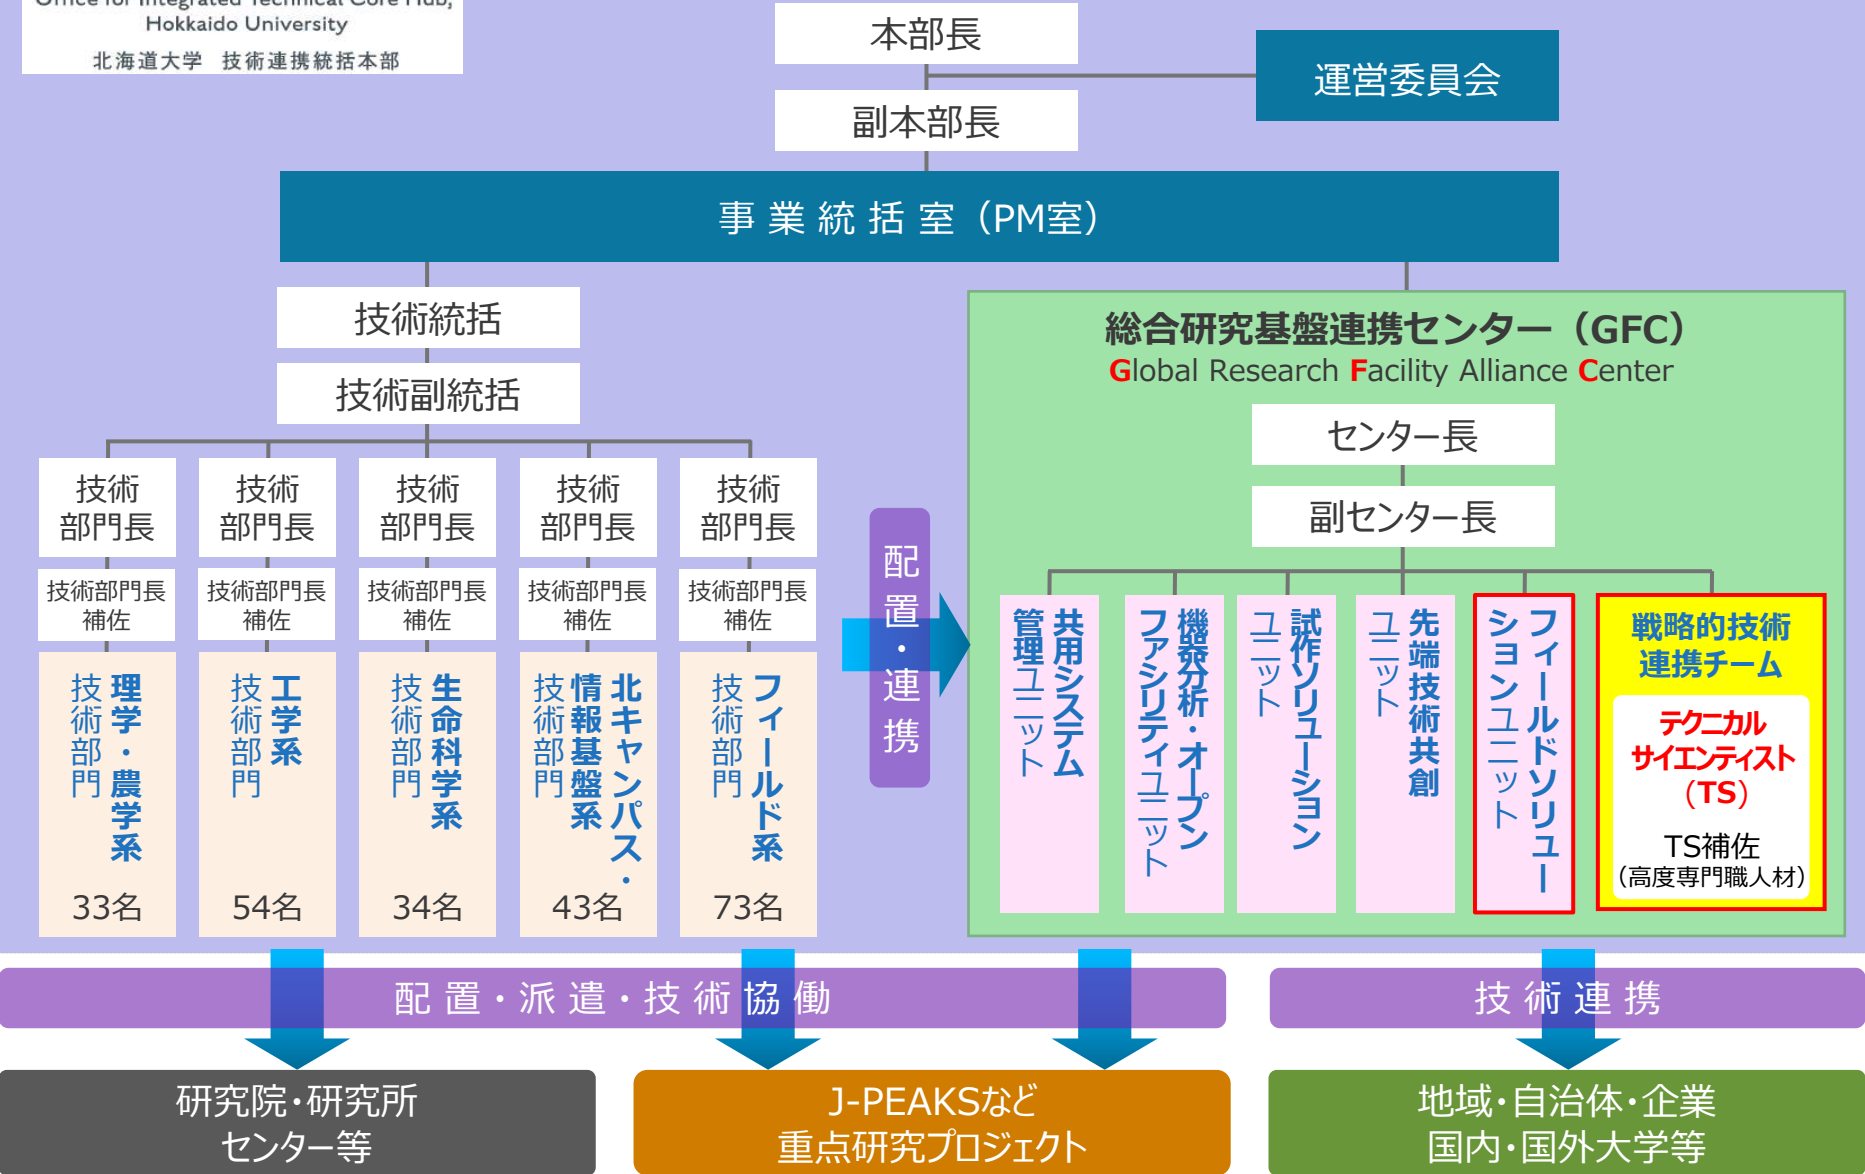 Office for Integrated Technical Core Hub,
Hokkaido University
北海道大学 技術連携統括本部
本部長
運営委員会
副本部長
事業統括室（PM室）
技術統括
技術副統括
技術
部門長
技術部門長
補佐
理学・農学系
技術部門
33名
技術
部門長
技術部門長
補佐
工学系
技術部門
54名
技術
部門長
技術部門長
補佐
生命科学系
技術部門
34名
技術
部門長
技術部門長
補佐
北キャンパス・
情報基盤系
技術部門
43名
技術
部門長
技術部門長
補佐
フィールド系
技術部門
73名
配置・連携
総合研究基盤連携センター（GFC）
Global Research Facility Alliance Center
センター長
副センター長
共用システム
管理ユニット
機器分析・オープン
ファシリティユニット
試作ソリューション
ユニット
先端技術共創
ユニット
フィールドソリュー
ションユニット
戦略的技術
連携チーム
テクニカル
サイエンティスト
（TS）
TS補佐
（高度専門職人材）
配置・派遣・技術協働
技術連携
研究院・研究所
センター等
J-PEAKSなど
重点研究プロジェクト
地域・自治体・企業
国内・国外大学等